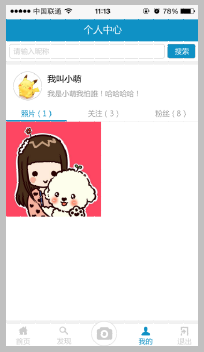 中国联通 11:13 78%
个人中心
请输入昵称 搜索
我叫小萌
我是小萌我怕谁！哈哈哈哈！
照片 ( 1 ) 关注 ( 3 ) 粉丝 ( 8 )
首页 发现 我的 退出